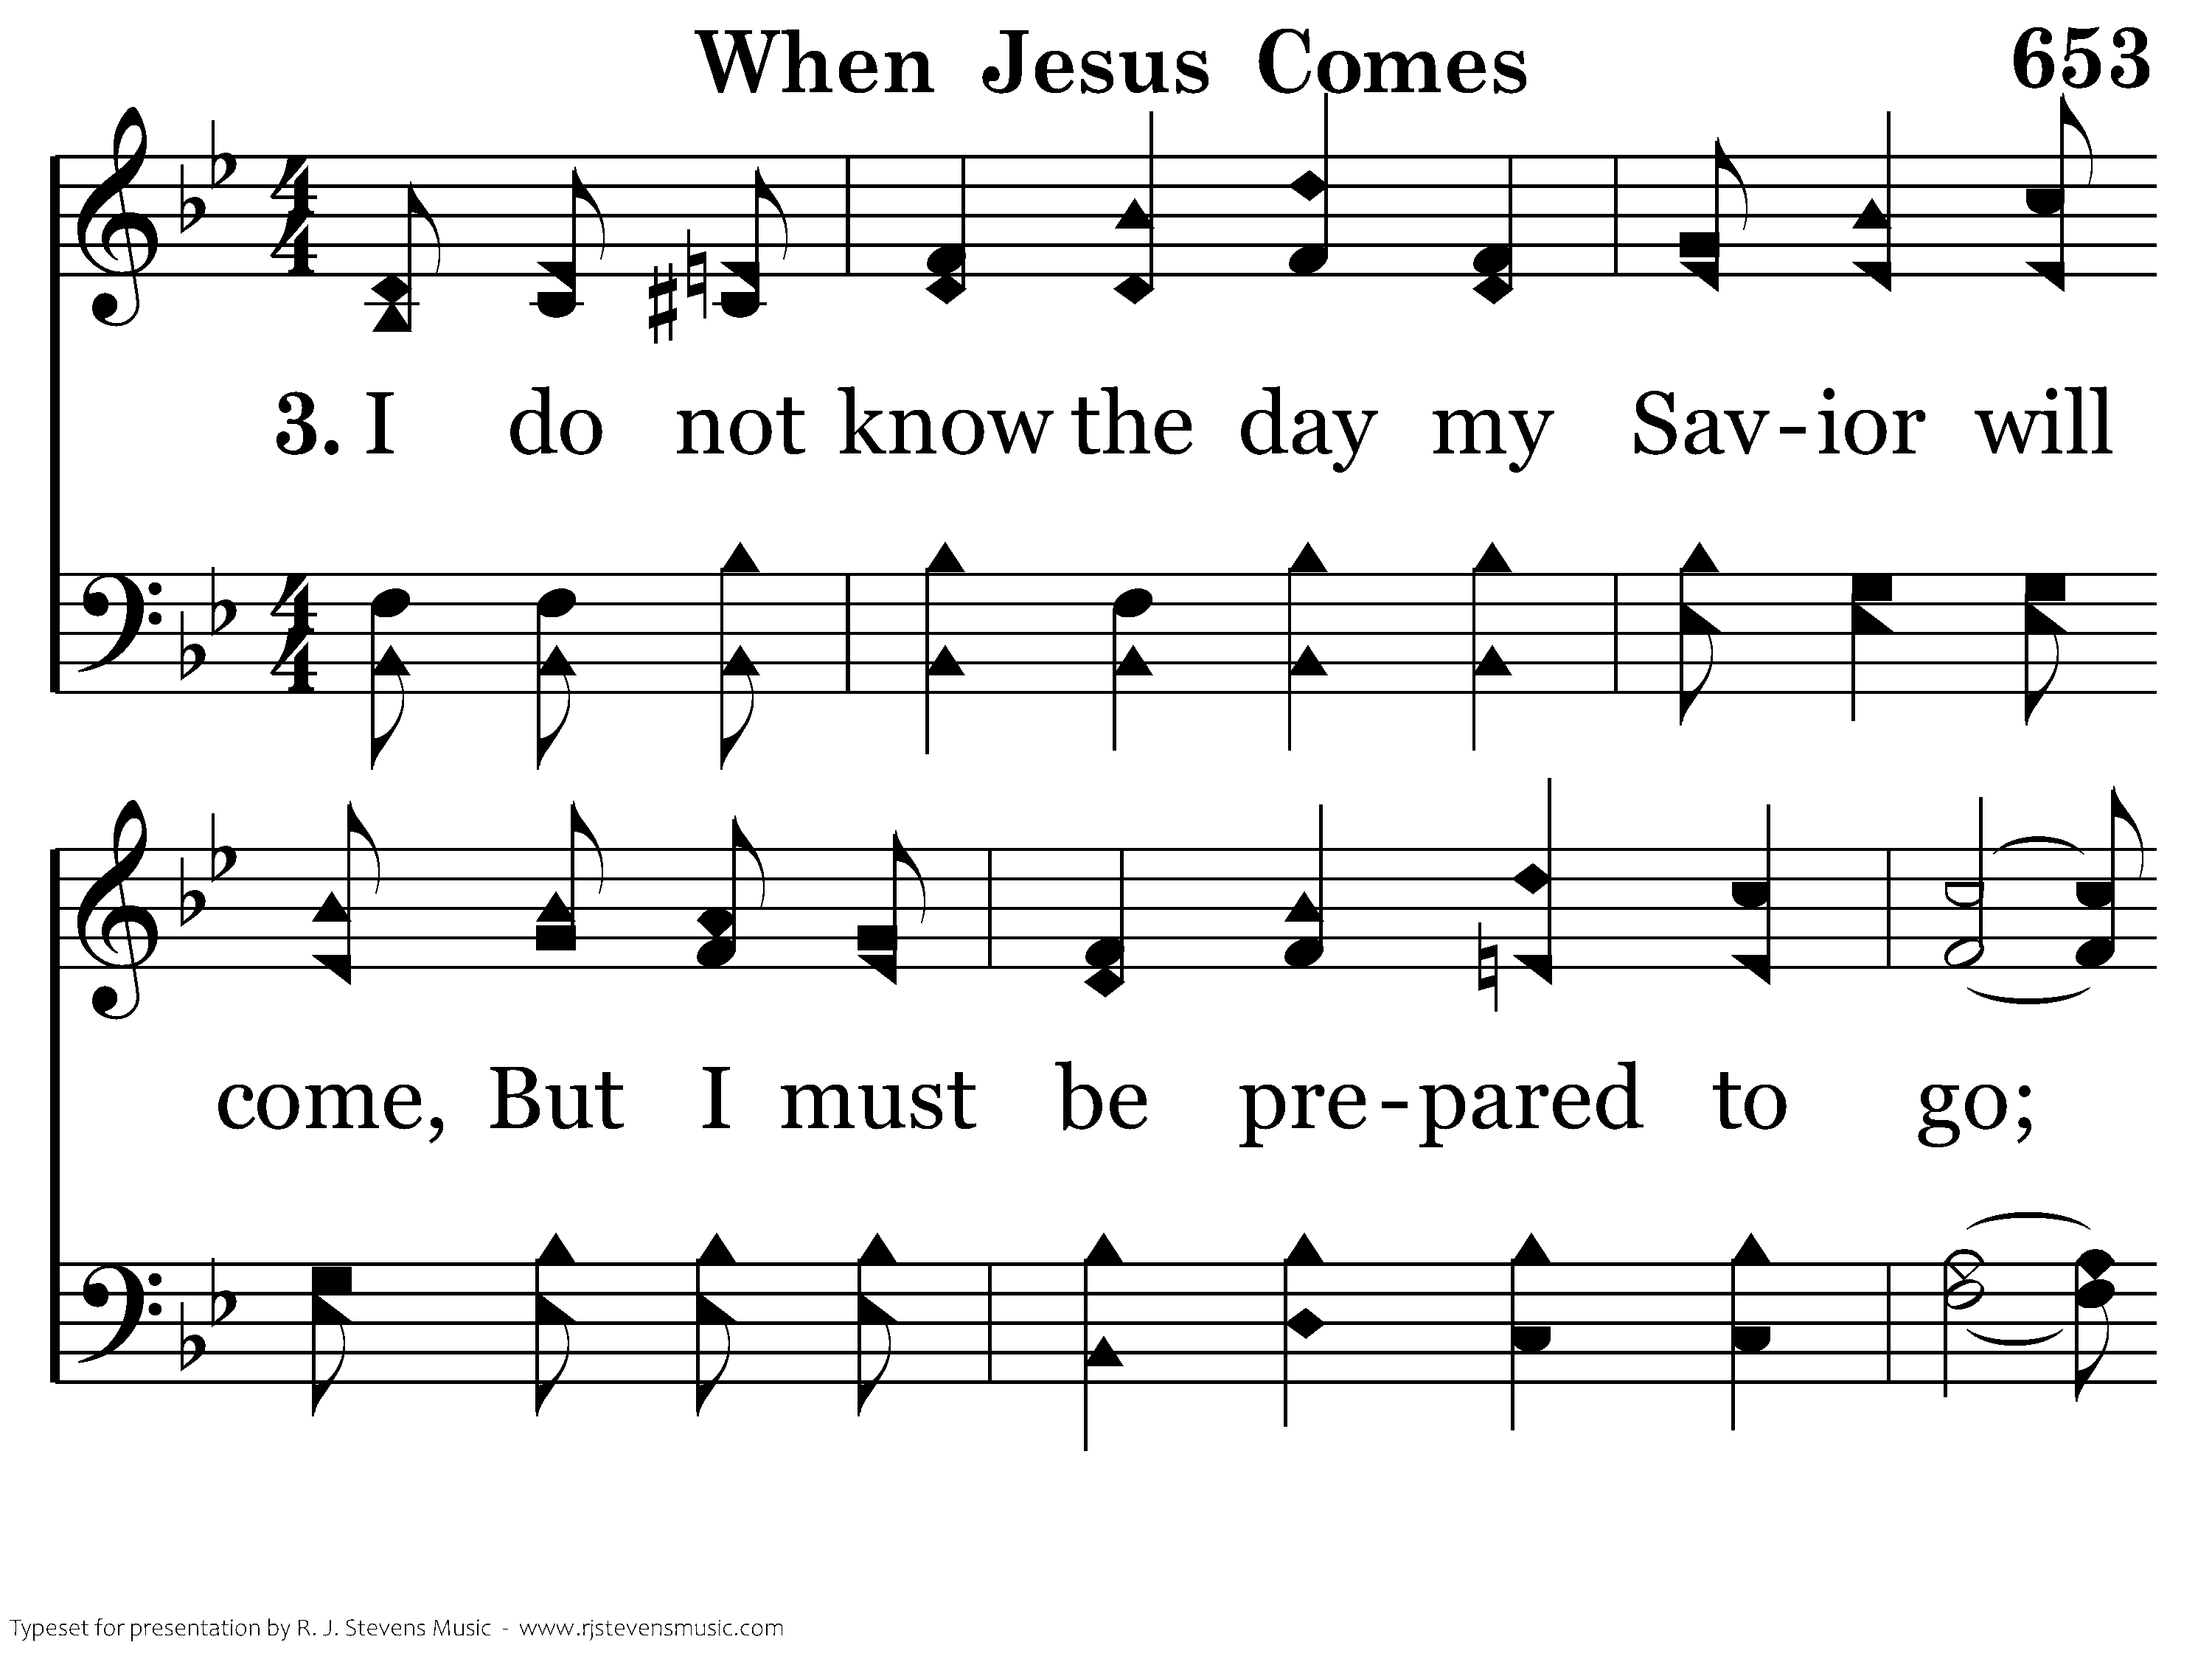 When Jesus Comes 653
3. I do not know the day my Sav-ior will
come, But I must be pre-pared to go;
Typeset for presentation by R. J. Stevens Music - www.rjstevensmusic.com